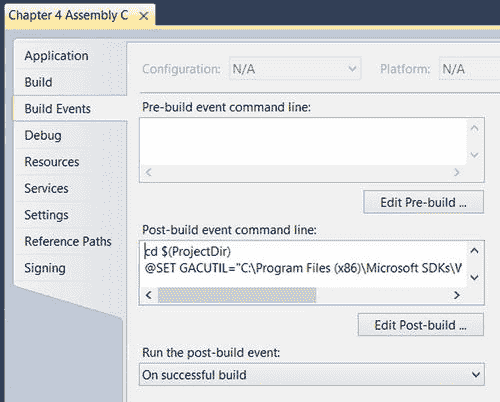 Chapter 4 Assembly C
Application
Build
Build Events
Debug
Resources
Services
Settings
Reference Paths
Signing
Configuration: N/A Platform: N/A
Pre-build event command line:
Edit Pre-build ...
Post-build event command line:
cd $(ProjectDir)
@SET GACUTIL="C:\Program Files (x86)\Microsoft SDKs\
Edit Post-build ...
Run the post-build event:
On successful build